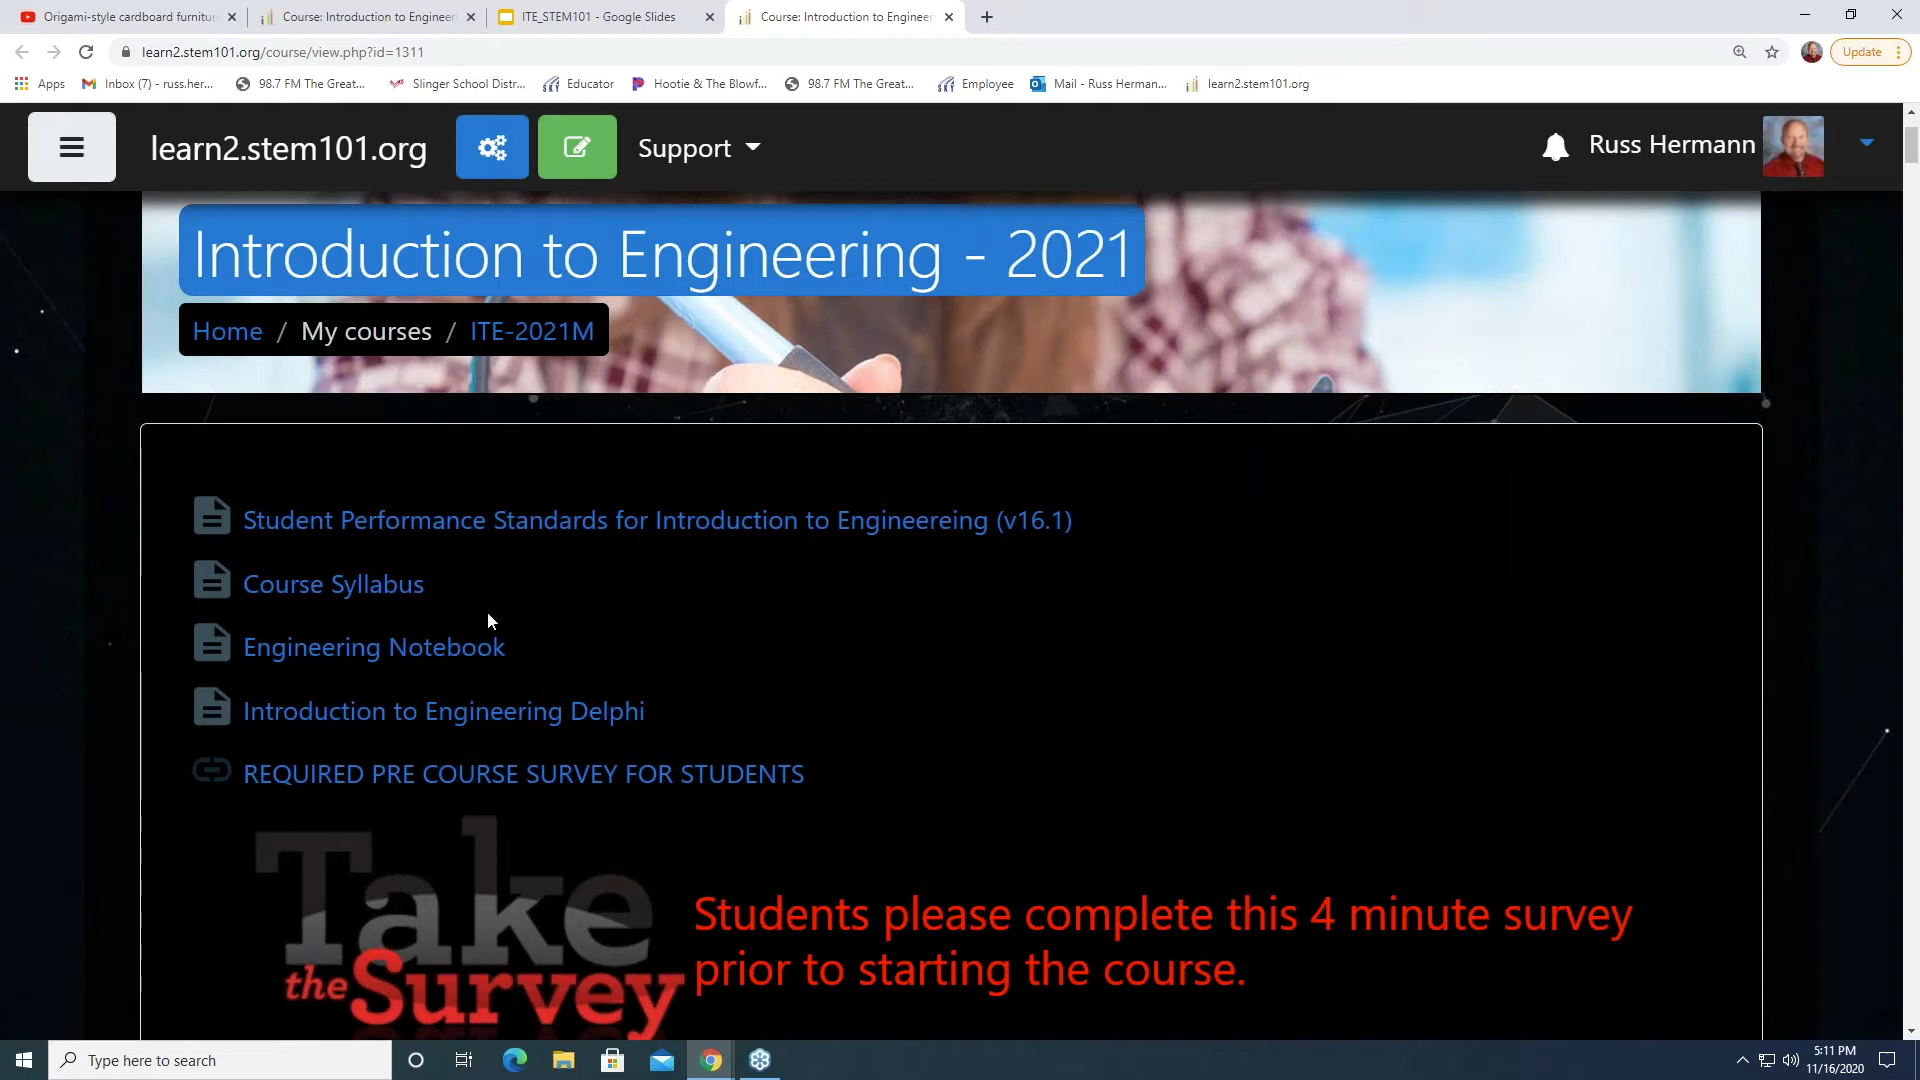 Origami-style cardboard furnitur
Course: Introduction to Engineeri
ITE_STEM101 - Google Slides
Course: Introduction to Engineer
learn2.stem101.org/course/view.php?id=1311
Update
Apps
Inbox (7) - russ.her...
98.7 FM The Great...
Slinger School Distr...
Educator
Hootie & The Blowf...
98.7 FM The Great...
Employee
Mail - Russ Herman...
learn2.stem101.org
learn2.stem101.org
Support
Russ Hermann
Introduction to Engineering - 2021
Home / My courses / ITE-2021M
Student Performance Standards for Introduction to Engineereing (v16.1)
Course Syllabus
Engineering Notebook
Introduction to Engineering Delphi
REQUIRED PRE COURSE SURVEY FOR STUDENTS
Take
the Survey
Students please complete this 4 minute survey
prior to starting the course.
Type here to search
5:11 PM
11/16/2020